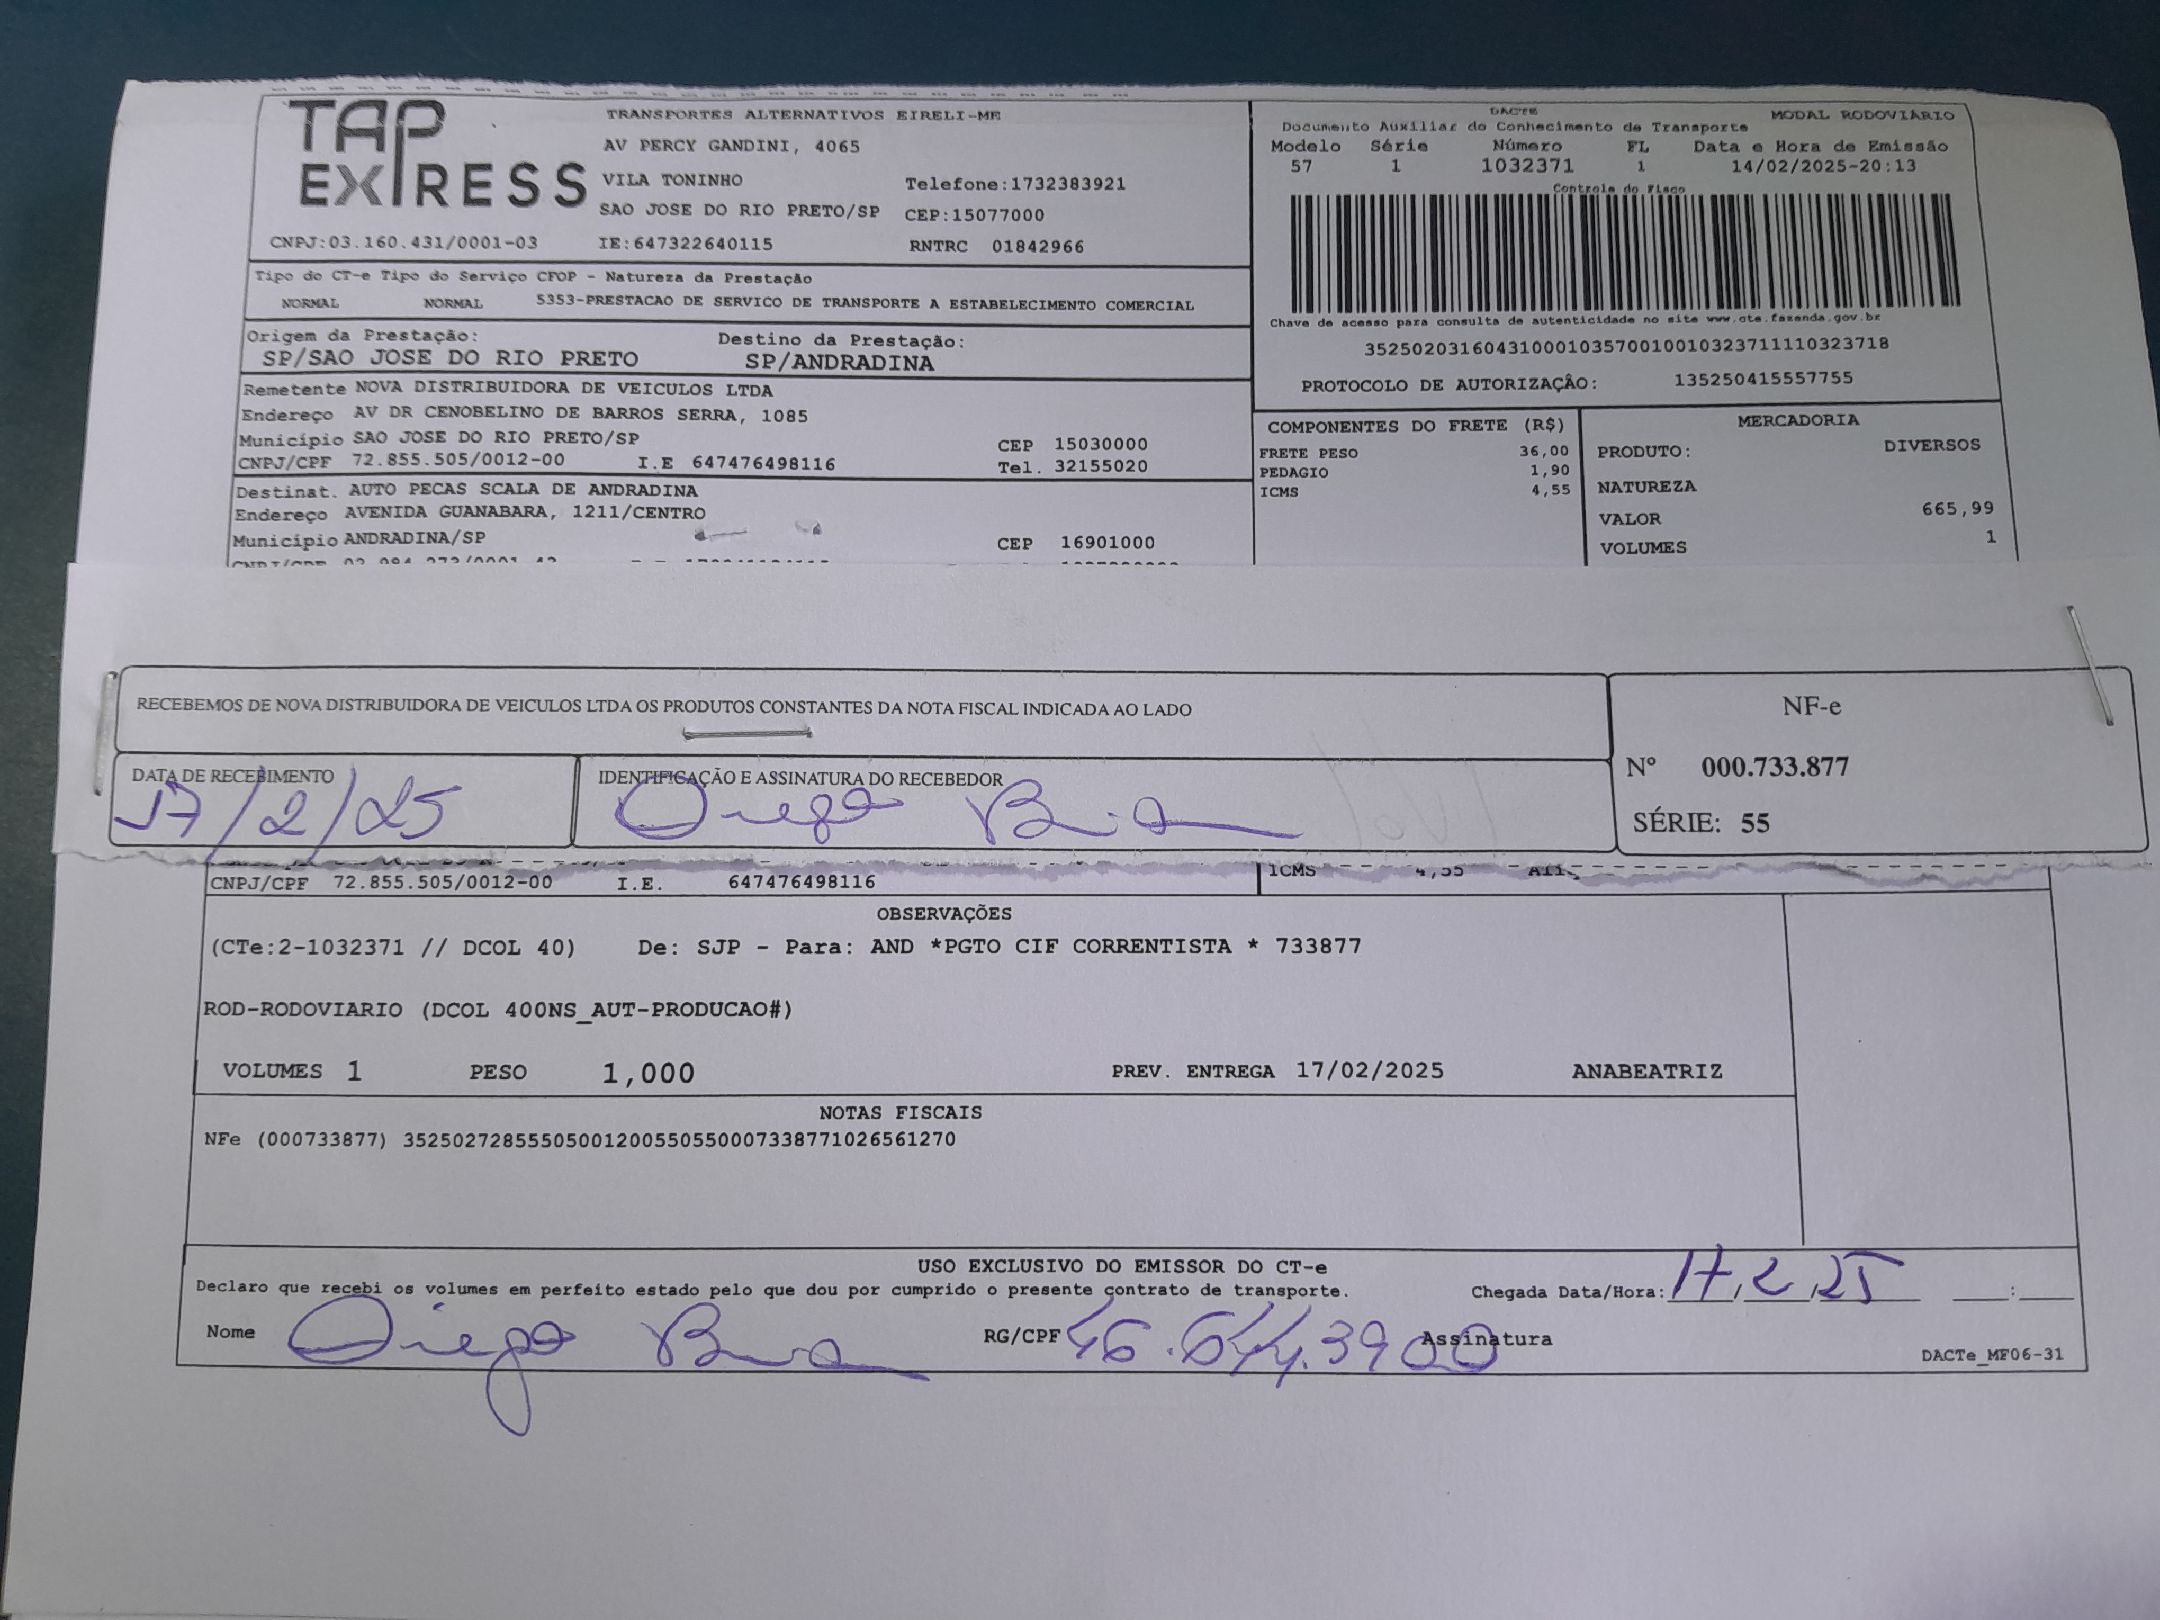 TAP EXPRESS
TRANSPORTES ALTERNATIVOS EIRELI-ME
AV PERCY GANDINI, 4065
VILA TONINHO Telefone:1732383921
SAO JOSE DO RIO PRETO/SP CEP:15077000
CNPJ:03.160.431/0001-03 IE:647322640115 RNTRC 01842966
Tipo do CT-e Tipo do Serviço CFOP - Natureza da Prestação
NORMAL NORMAL 5353-PRESTACAO DE SERVICO DE TRANSPORTE A ESTABELECIMENTO COMERCIAL
Origem da Prestação: Destino da Prestação:
SP/SAO JOSE DO RIO PRETO SP/ANDRADINA
Remetente NOVA DISTRIBUIDORA DE VEICULOS LTDA
Endereço AV DR CENOBELINO DE BARROS SERRA, 1085
Município SAO JOSE DO RIO PRETO/SP CEP 15030000
CNPJ/CPF 72.855.505/0012-00 I.E 647476498116 Tel. 32155020
Destinat. AUTO PECAS SCALA DE ANDRADINA
Endereço AVENIDA GUANABARA, 1211/CENTRO
Município ANDRADINA/SP CEP 16901000
DACTE MODAL RODOVIÁRIO
Documento Auxiliar do Conhecimento de Transporte
Modelo Série Número FL Data e Hora de Emissão
57 1 1032371 1 14/02/2025-20:13
Controle do Fisco
Chave de acesso para consulta de autenticidade no site www.cte.fazenda.gov.br
35250203160431000103570010010323711110323718
PROTOCOLO DE AUTORIZAÇÃO: 135250415557755
COMPONENTES DO FRETE (R$)
FRETE PESO 36,00
PEDAGIO 1,90
ICMS 4,55
MERCADORIA
PRODUTO: DIVERSOS
NATUREZA
VALOR 665,99
VOLUMES 1
RECEBEMOS DE NOVA DISTRIBUIDORA DE VEICULOS LTDA OS PRODUTOS CONSTANTES DA NOTA FISCAL INDICADA AO LADO
DATA DE RECEBIMENTO IDENTIFICAÇÃO E ASSINATURA DO RECEBEDOR
17/2/25 Diego
NF-e
Nº 000.733.877
SÉRIE: 55
CNPJ/CPF 72.855.505/0012-00 I.E. 647476498116 ICMS 4,55
OBSERVAÇÕES
(CTe:2-1032371 // DCOL 40) De: SJP - Para: AND *PGTO CIF CORRENTISTA * 733877
ROD-RODOVIARIO (DCOL 400NS_AUT-PRODUCAO#)
VOLUMES 1 PESO 1,000 PREV. ENTREGA 17/02/2025 ANABEATRIZ
NOTAS FISCAIS
NFe (000733877) 35250272855505001200550550007338771026561270
USO EXCLUSIVO DO EMISSOR DO CT-e
Declaro que recebi os volumes em perfeito estado pelo que dou por cumprido o presente contrato de transporte. Chegada Data/Hora: 17/2/25 :
Nome Diego RG/CPF 46.644.3900 Assinatura
DACTe_MF06-31